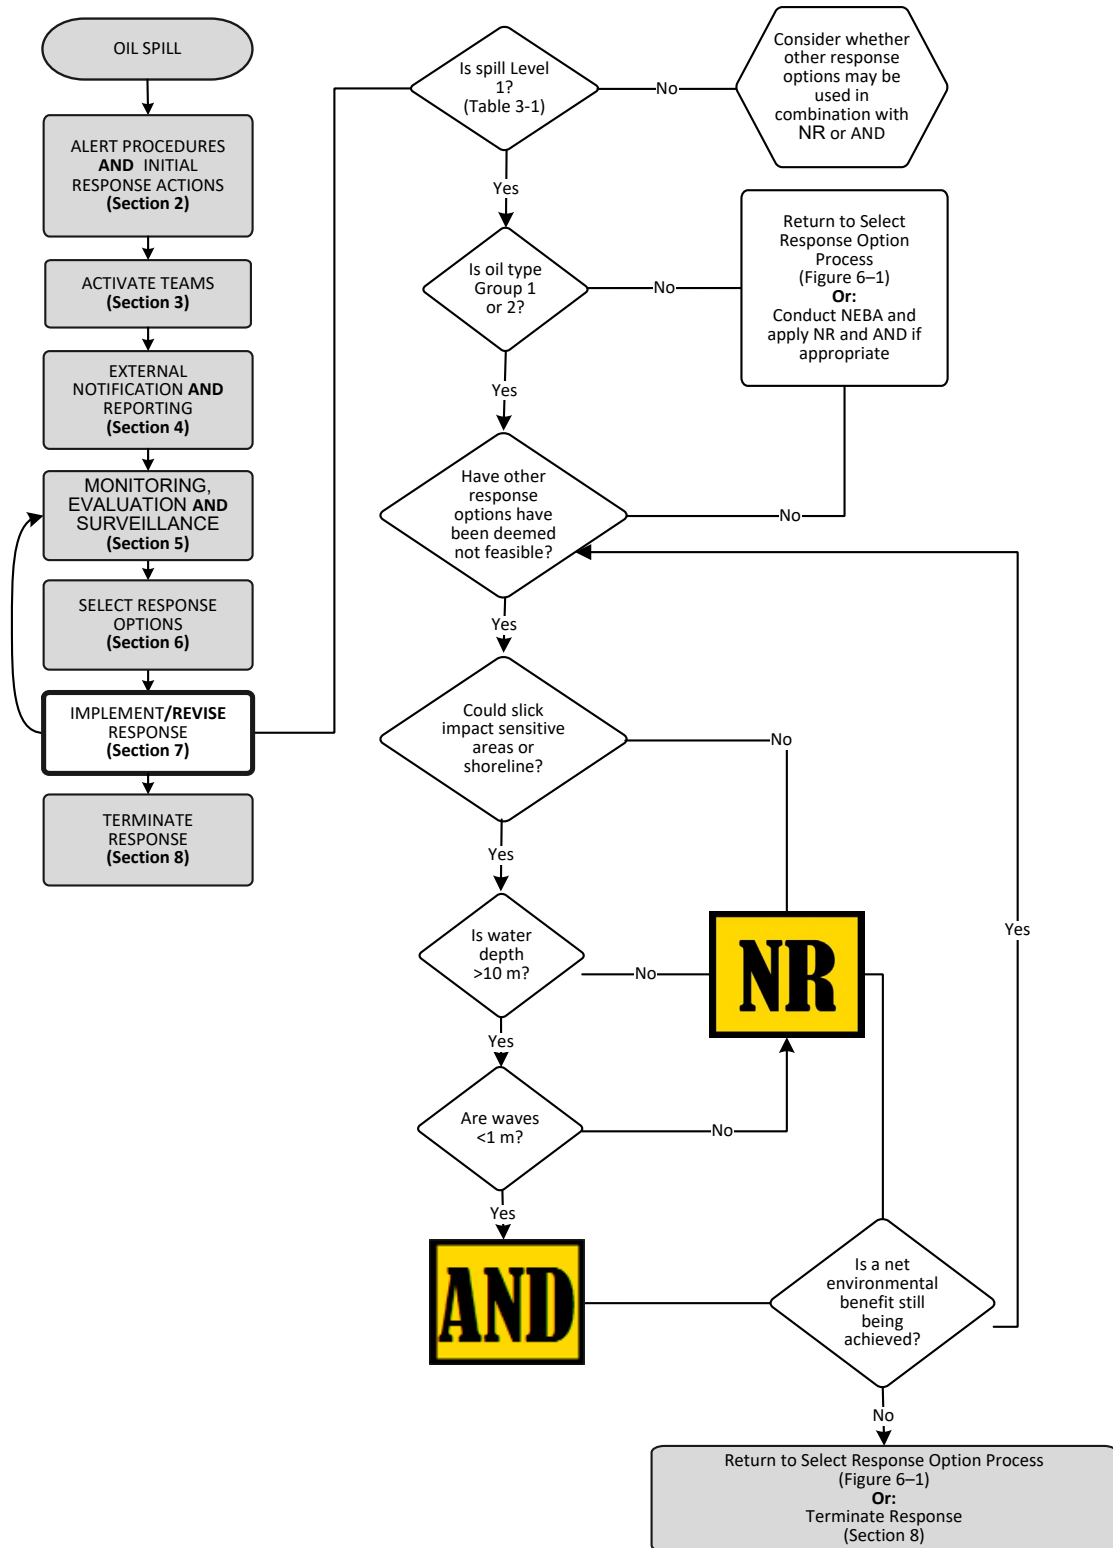 OIL SPILL
ALERT PROCEDURES
AND INITIAL
RESPONSE ACTIONS
(Section 2)
ACTIVATE TEAMS
(Section 3)
EXTERNAL
NOTIFICATION AND
REPORTING
(Section 4)
MONITORING,
EVALUATION AND
SURVEILLANCE
(Section 5)
SELECT RESPONSE
OPTIONS
(Section 6)
IMPLEMENT/REVISE
RESPONSE
(Section 7)
TERMINATE
RESPONSE
(Section 8)
Is spill Level
1?
(Table 3-1)
No
Consider whether
other response
options may be
used in
combination with
NR or AND
Yes
Is oil type
Group 1
or 2?
No
Return to Select
Response Option
Process
(Figure 6–1)
Or:
Conduct NEBA and
apply NR and AND if
appropriate
Yes
Have other
response
options have
been deemed
not feasible?
No
Yes
Could slick
impact sensitive
areas or
shoreline?
No
Yes
Is water
depth
>10 m?
No
NR
Yes
Yes
Are waves
<1 m?
No
Yes
AND
Is a net
environmental
benefit still
being
achieved?
No
Return to Select Response Option Process
(Figure 6–1)
Or:
Terminate Response
(Section 8)